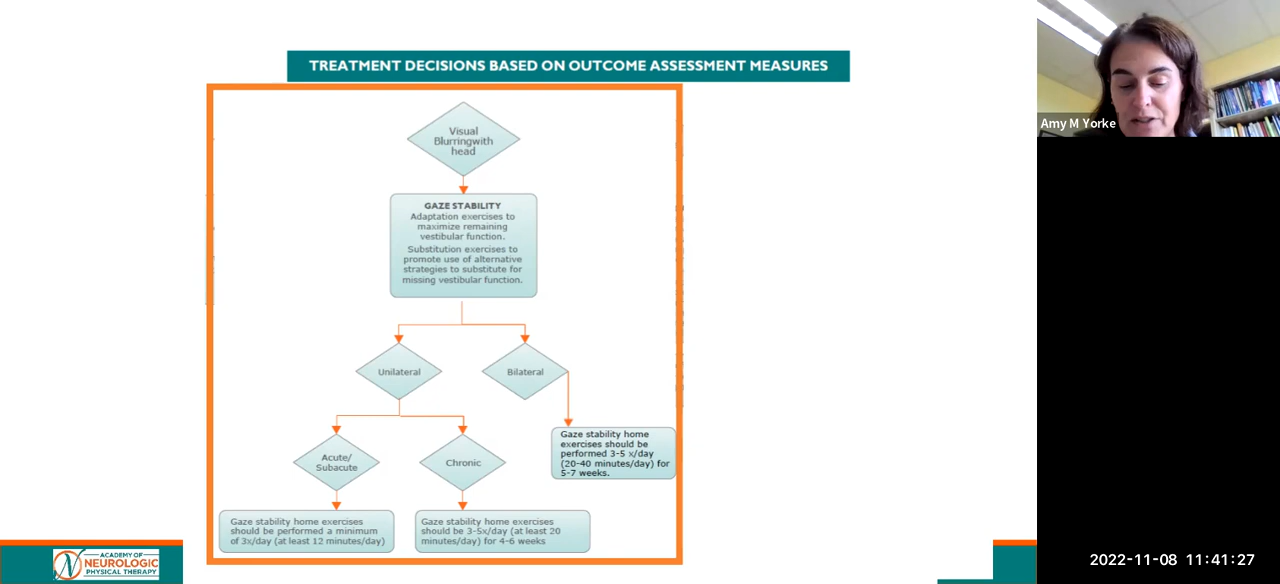 TREATMENT DECISIONS BASED ON OUTCOME ASSESSMENT MEASURES
Visual
Blurringwith
head
GAZE STABILITY
Adaptation exercises to
maximize remaining
vestibular function.
Substitution exercises to
promote use of alternative
strategies to substitute for
missing vestibular function.
Unilateral
Bilateral
Acute/
Subacute
Chronic
Gaze stability home
exercises should be
performed 3-5 x/day
(20-40 minutes/day) for
5-7 weeks.
Gaze stability home exercises
should be performed a minimum
of 3x/day (at least 12 minutes/day)
Gaze stability home exercises
should be 3-5x/day (at least 20
minutes/day) for 4-6 weeks
ACADEMY OF
NEUROLOGIC
PHYSICAL THERAPY
Amy M Yorke
2022-11-08 11:41:27